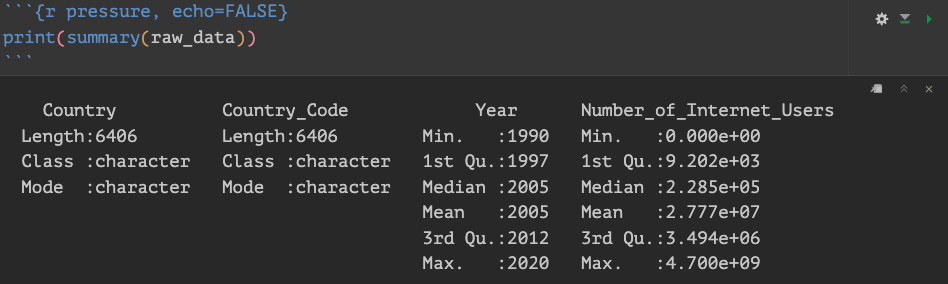 ```{r pressure, echo=FALSE}
print(summary(raw_data))
```
Country Country_Code Year Number_of_Internet_Users
Length:6406 Length:6406 Min. :1990 Min. :0.000e+00
Class :character Class :character 1st Qu.:1997 1st Qu.:9.202e+03
Mode :character Mode :character Median :2005 Median :2.285e+05
Mean :2005 Mean :2.777e+07
3rd Qu.:2012 3rd Qu.:3.494e+06
Max. :2020 Max. :4.700e+09